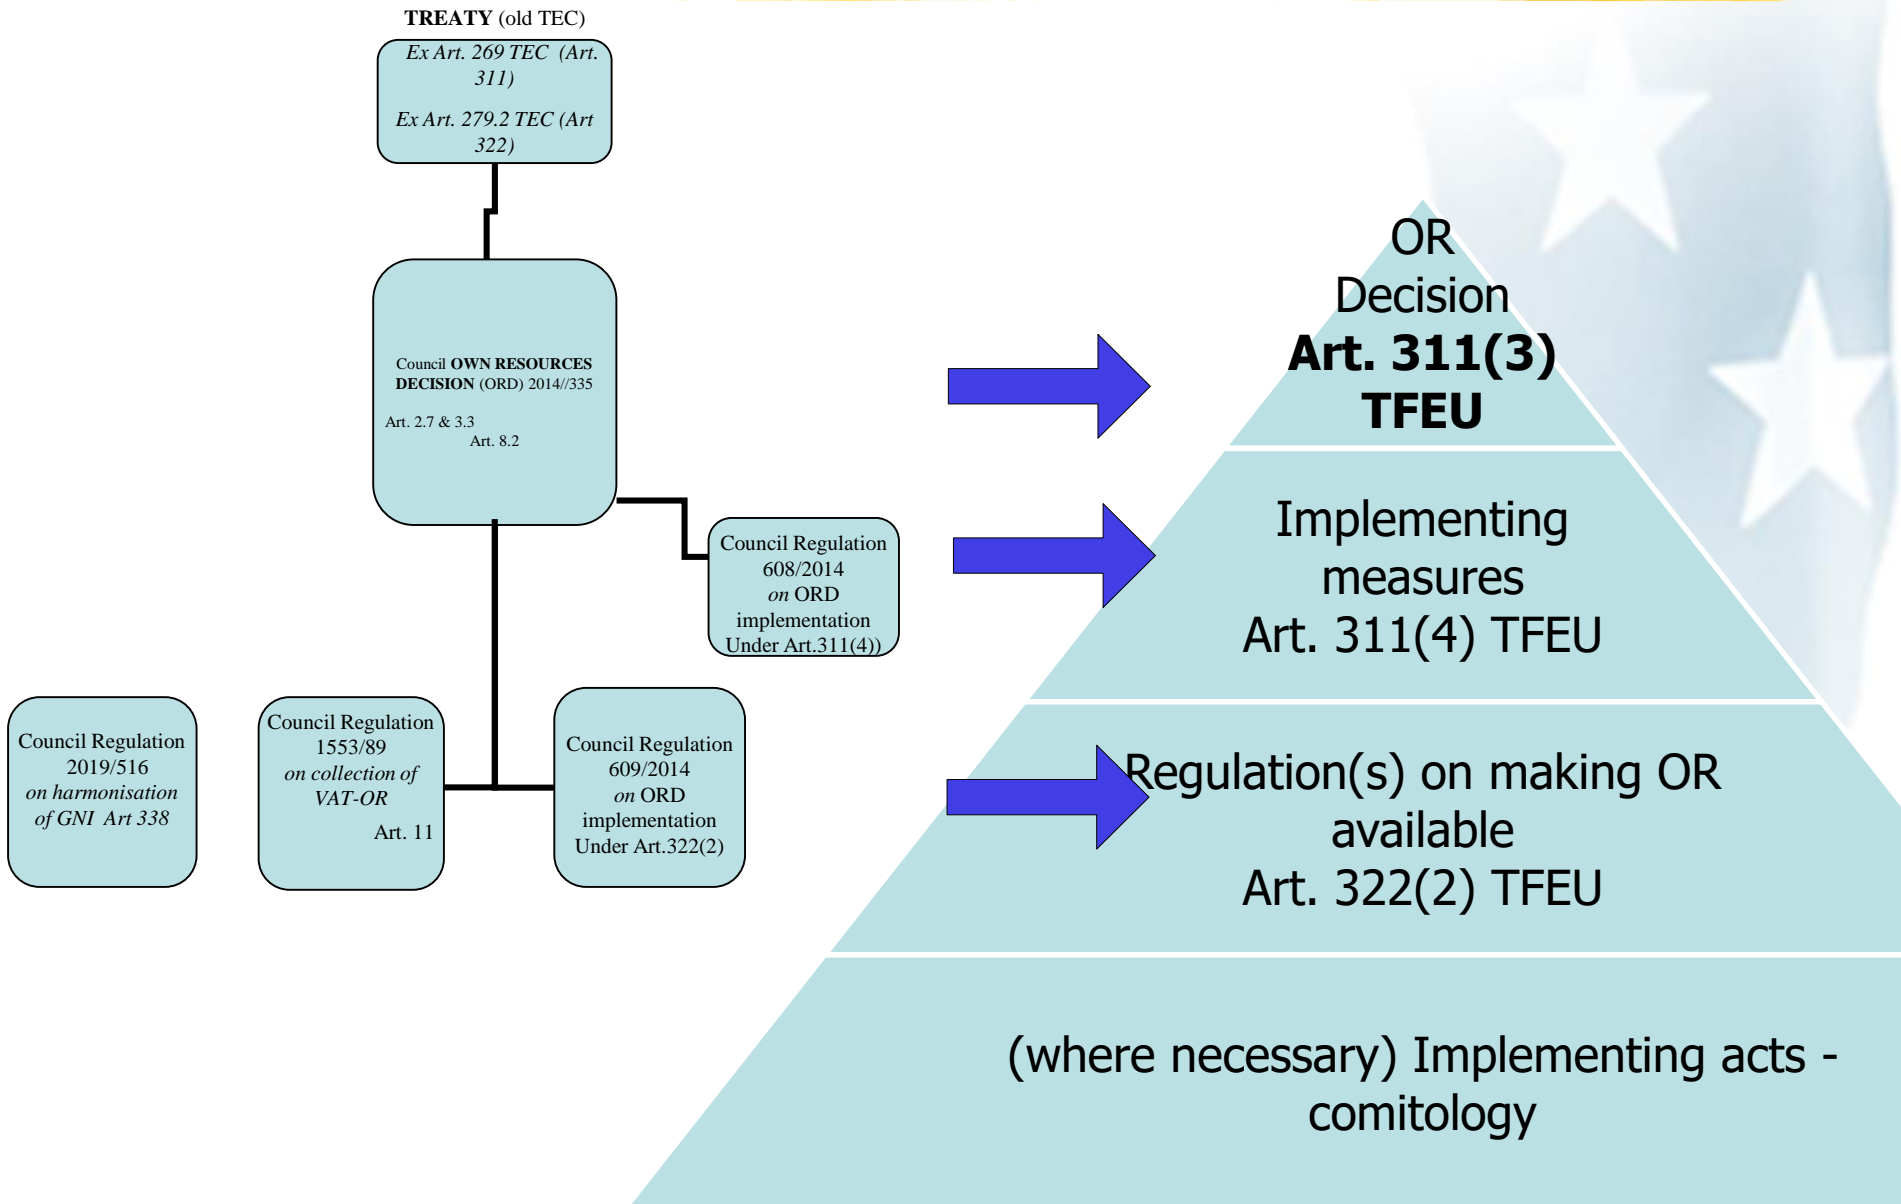 TREATY (old TEC)
Ex Art. 269 TEC (Art.
311)
Ex Art. 279.2 TEC (Art
322)
Council OWN RESOURCES
DECISION (ORD) 2014//335
Art. 2.7 & 3.3
Art. 8.2
Council Regulation
608/2014
on ORD
implementation
Under Art.311(4))
Council Regulation
2019/516
on harmonisation
of GNI Art 338
Council Regulation
1553/89
on collection of
VAT-OR
Art. 11
Council Regulation
609/2014
on ORD
implementation
Under Art.322(2)
OR
Decision
Art. 311(3)
TFEU
Implementing
measures
Art. 311(4) TFEU
Regulation(s) on making OR
available
Art. 322(2) TFEU
(where necessary) Implementing acts -
comitology